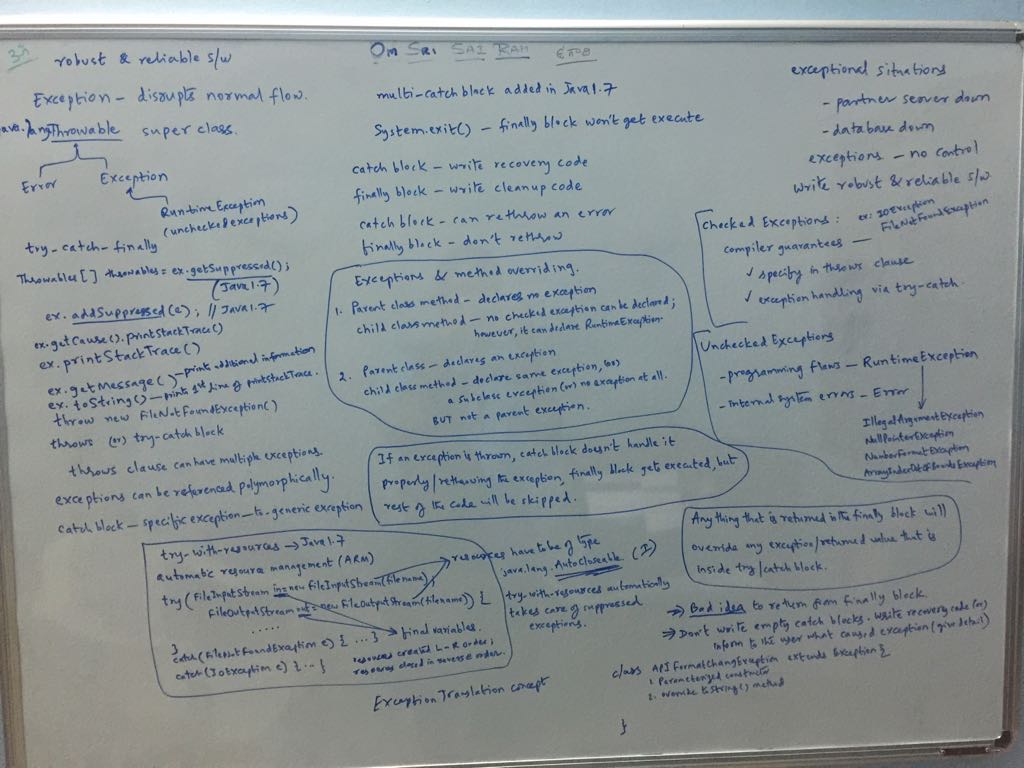 robust & reliable s/w
Exception - disrupts normal flow.
java.lang Throwable super class.
Error
Exception
Runtime Exception
(unchecked exceptions)
try-catch-finally
Throwables[] throwables = ex.getSuppressed();
(Java 1.7)
ex. addSuppressed(e); // Java 1.7
ex.getCause().printStackTrace()
ex.printStackTrace()
ex.getMessage() - prints additional information
ex.toString() - prints 1st line of printstackTrace.
throw new FileNotFoundException()
throws (or) try-catch block
throws clause can have multiple exceptions.
exceptions can be referenced polymorphically.
catch block - specific exception - to - generic exception
OM SRI SAI RAM
multi-catch block added in Java 1.7
System.exit() - finally block won't get execute
catch block - write recovery code
finally block - write cleanup code
catch block - can rethrow an error
finally block - don't rethrow
Exceptions & method overriding.
1. Parent class method - declares no exception
child class method - no checked exception can be declared;
however, it can declare RuntimeException.
2. Parent class - declares an exception
child class method - declare same exception, (or)
a subclass exception (or) no exception at all.
BUT not a parent exception.
If an exception is thrown, catch block doesn't handle it
properly/rethrowing the exception, finally block gets executed, but
rest of the code will be skipped.
exceptional situations
- partner server down
- database down
exceptions - no control
write robust & reliable s/w
Checked Exceptions: ex: IOException
FileNotFoundException
compiler guarantees -
✓ specify in throws clause
✓ exception handling via try-catch.
Unchecked Exceptions
- programming flaws - RuntimeException
- Internal system errors - Error
IllegalArgumentException
NullPointerException
NumberFormatException
ArrayIndexOutOfBoundsException
Anything that is returned in the finally block will
override any exception/returned value that is
inside try/catch block.
⇒ Bad idea to return from finally block.
⇒ Don't write empty catch blocks. Write recovery code (or)
inform to the user what caused exception (give detail)
class APIFormatChangException extends Exception {
1. Parameterized constructor
2. override toString() method
}
try-with-resources → Java 1.7
automatic resource management (ARM)
try (FileInputStream in = new FileInputStream(filename);
FileOutputStream out = new FileOutputStream(filename)) {
.....
} catch (FileNotFoundException e) { ... }
catch (IOException e) { ... }
final variables.
resources created L-R order;
resources closed in reverse order.
resources have to be of type
java.lang. AutoCloseable. (I)
try-with-resources automatically
takes care of suppressed
exceptions.
Exception Translation concept